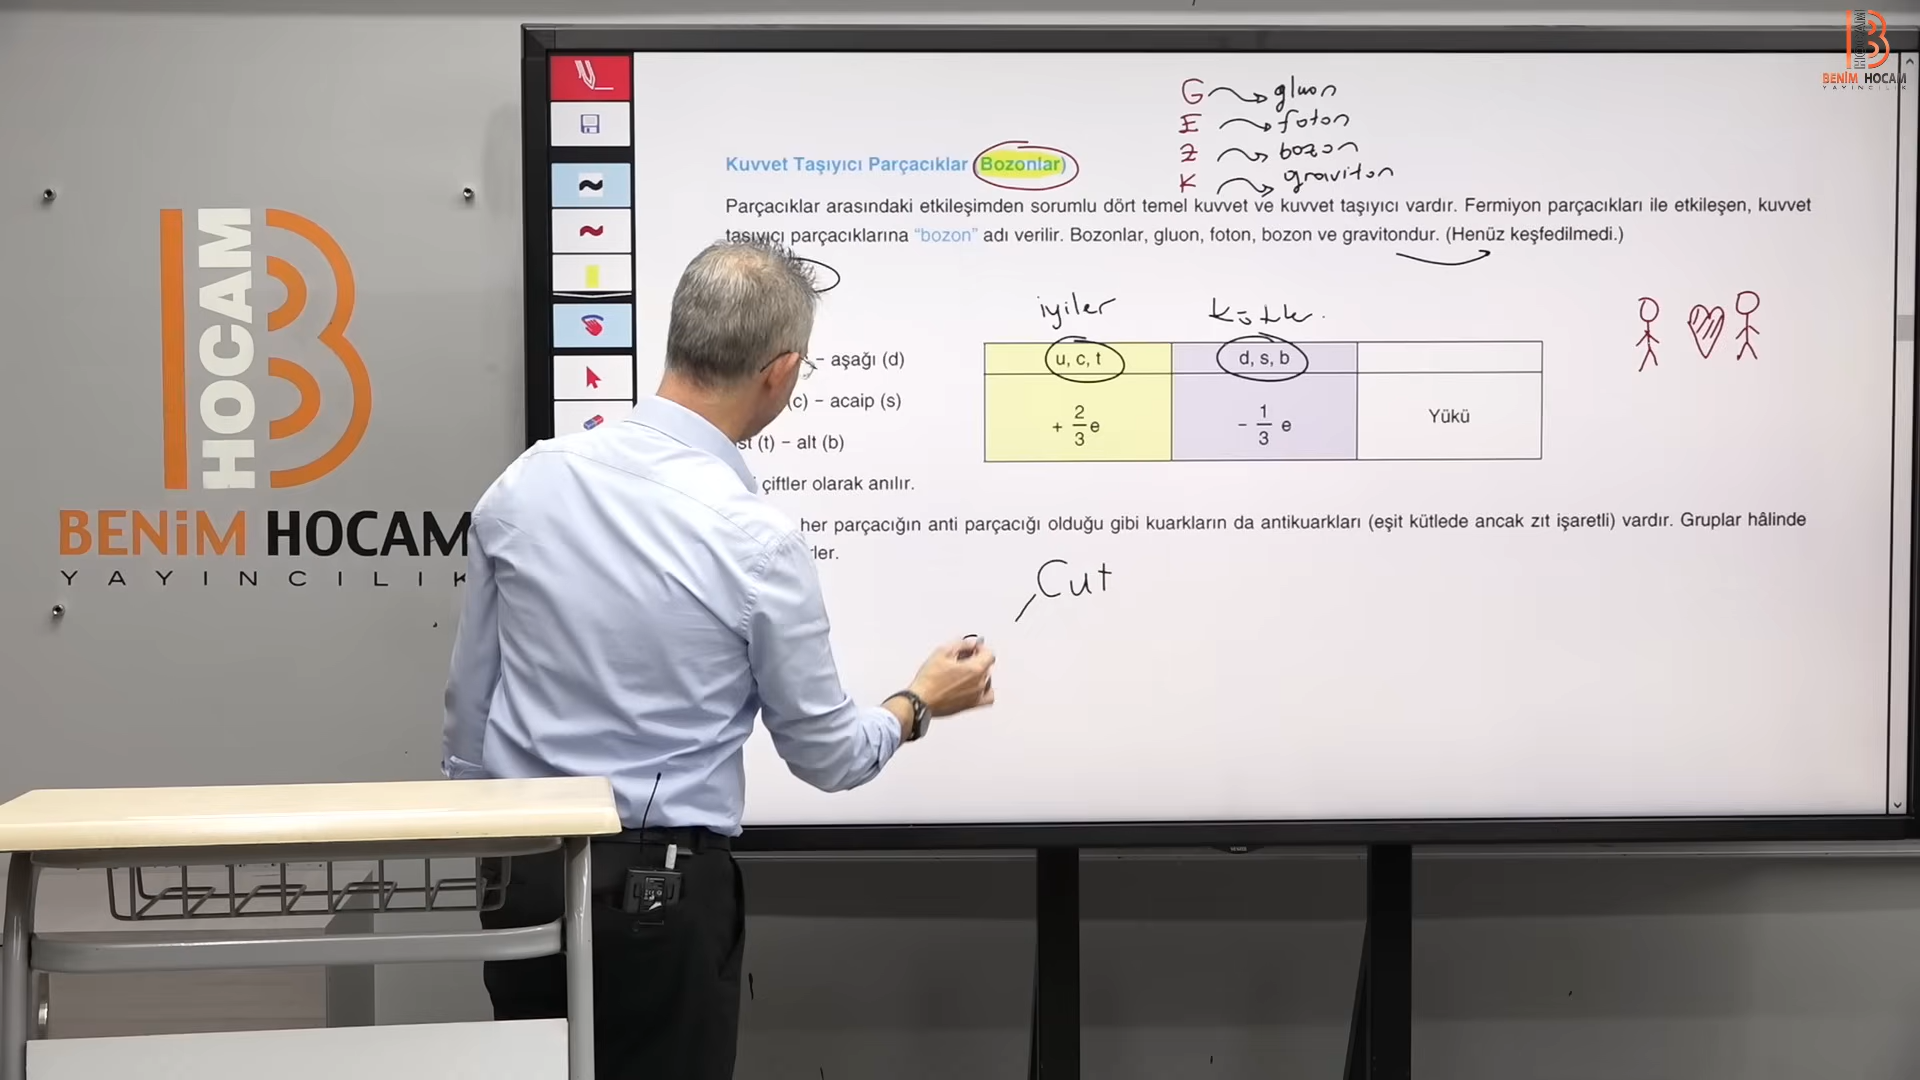 BENİM HOCAM
YAYINCILIK
G gluon
E foton
Z bozon
K graviton
Kuvvet Taşıyıcı Parçacıklar (Bozonlar)
Parçacıklar arasındaki etkileşimden sorumlu dört temel kuvvet ve kuvvet taşıyıcı vardır. Fermiyon parçacıkları ile etkileşen, kuvvet
taşıyıcı parçacıklarına “bozon” adı verilir. Bozonlar, gluon, foton, bozon ve gravitondur. (Henüz keşfedilmedi.)
iyiler
– aşağı (d)
u, c, t d, s, b
(c) – acaip (s)
+ 2/3 e – 1/3 e Yükü
(t) – alt (b)
çiftler olarak anılır.
her parçacığın anti parçacığı olduğu gibi kuarkların da antikuarkları (eşit kütlede ancak zıt işaretli) vardır. Gruplar hâlinde
Cut
HOCAM
B
BENİM HOCAM
YAYINCILIK